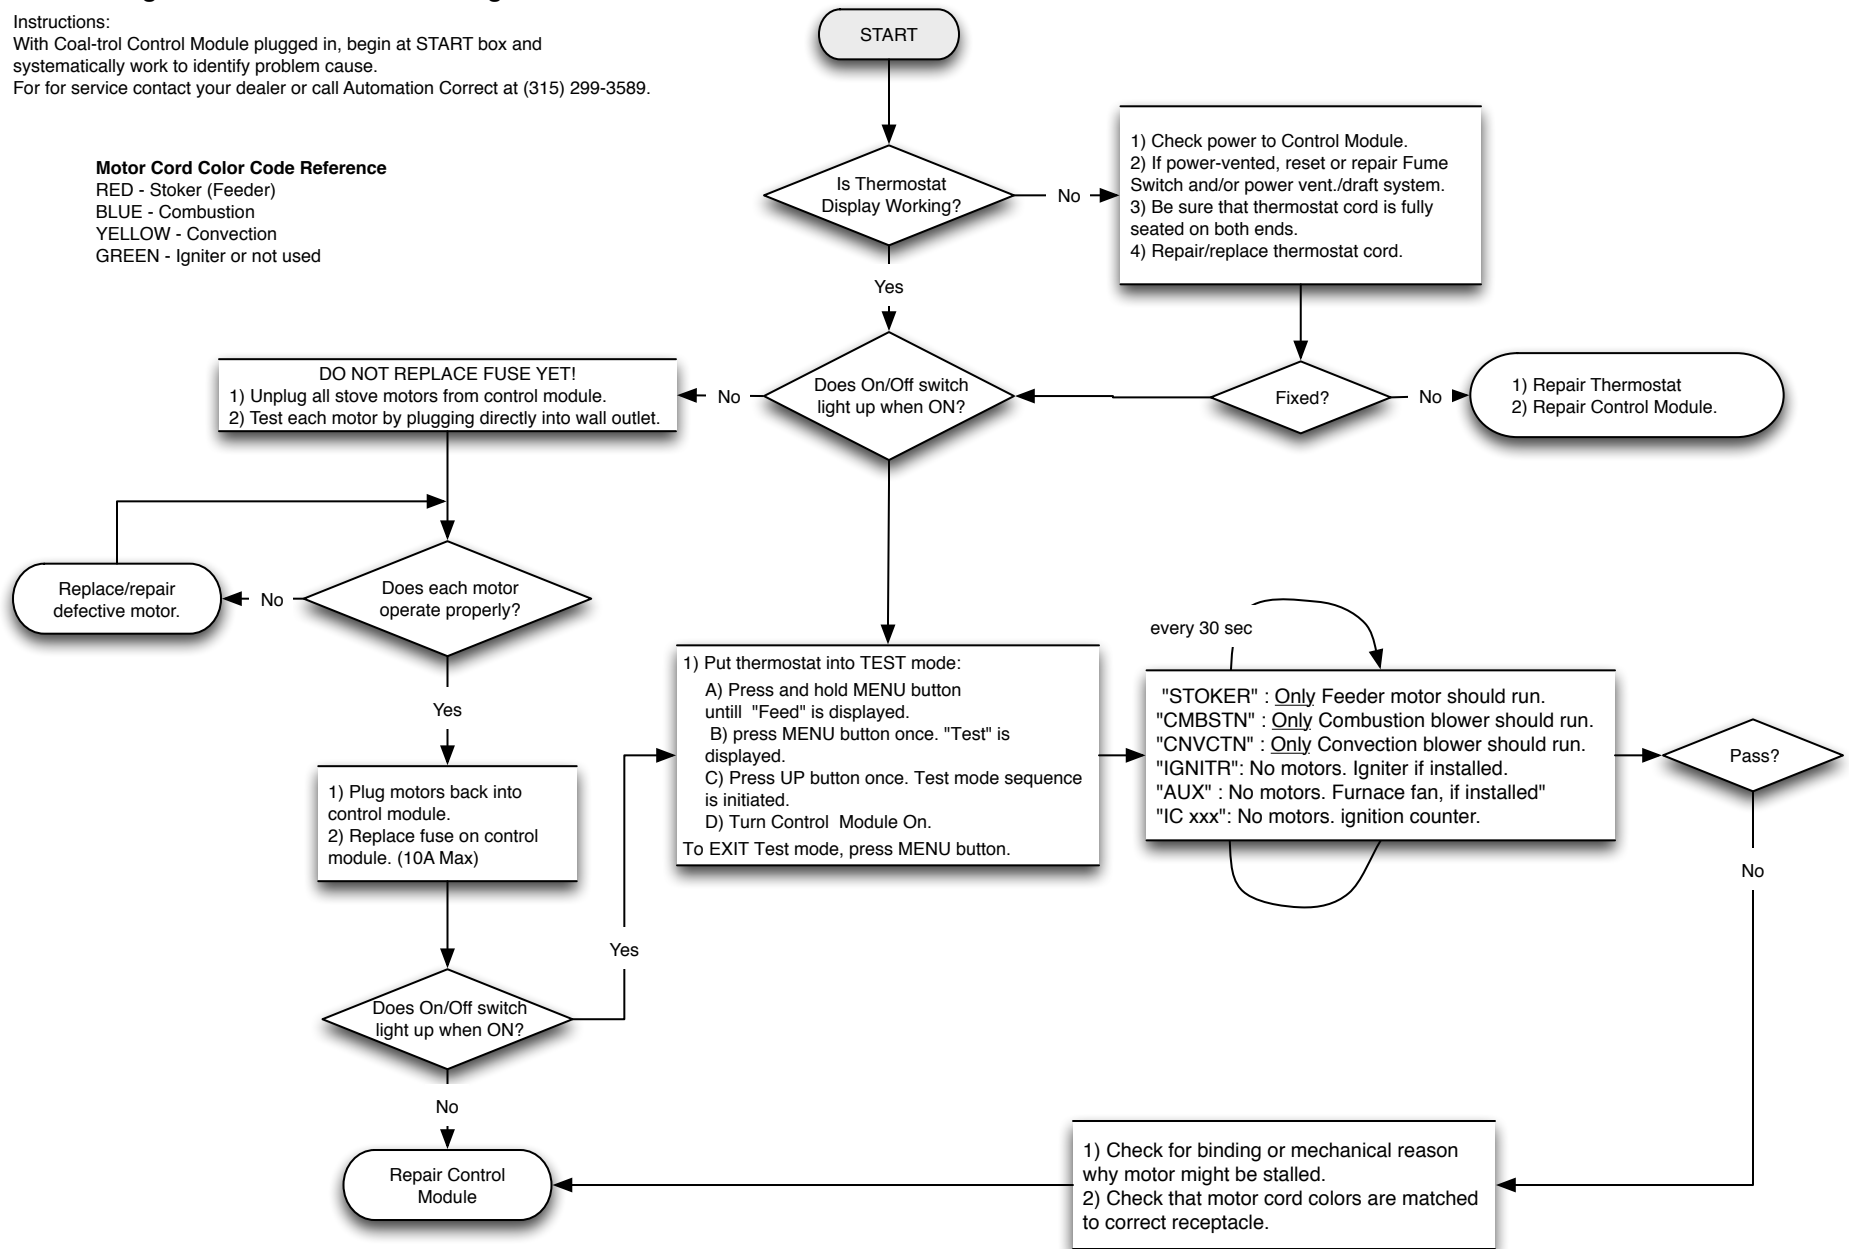 Instructions:
With Coal-trol Control Module plugged in, begin at START box and
systematically work to identify problem cause.
For for service contact your dealer or call Automation Correct at (315) 299-3589.
Motor Cord Color Code Reference
RED - Stoker (Feeder)
BLUE - Combustion
YELLOW - Convection
GREEN - Igniter or not used
START
Is Thermostat
Display Working?
No
1) Check power to Control Module.
2) If power-vented, reset or repair Fume
Switch and/or power vent./draft system.
3) Be sure that thermostat cord is fully
seated on both ends.
4) Repair/replace thermostat cord.
Yes
Does On/Off switch
light up when ON?
Fixed?
No
1) Repair Thermostat
2) Repair Control Module.
No
DO NOT REPLACE FUSE YET!
1) Unplug all stove motors from control module.
2) Test each motor by plugging directly into wall outlet.
Does each motor
operate properly?
No
Replace/repair
defective motor.
Yes
1) Plug motors back into
control module.
2) Replace fuse on control
module. (10A Max)
Does On/Off switch
light up when ON?
Yes
No
Repair Control
Module
1) Put thermostat into TEST mode:
A) Press and hold MENU button
untill "Feed" is displayed.
B) press MENU button once. "Test" is
displayed.
C) Press UP button once. Test mode sequence
is initiated.
D) Turn Control Module On.
To EXIT Test mode, press MENU button.
every 30 sec
"STOKER" : Only Feeder motor should run.
"CMBSTN" : Only Combustion blower should run.
"CNVCTN" : Only Convection blower should run.
"IGNITR": No motors. Igniter if installed.
"AUX" : No motors. Furnace fan, if installed"
"IC xxx": No motors. ignition counter.
Pass?
No
1) Check for binding or mechanical reason
why motor might be stalled.
2) Check that motor cord colors are matched
to correct receptacle.